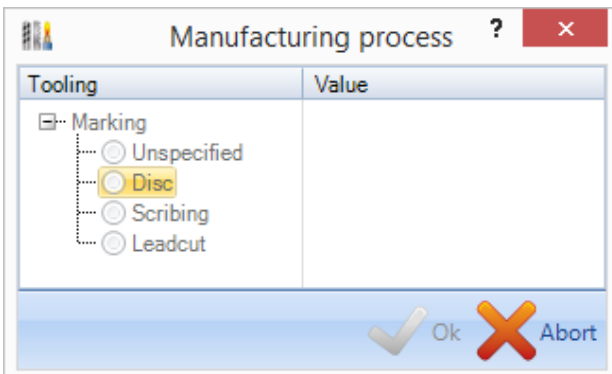 Manufacturing process ? ×
Tooling Value
Marking
Unspecified
Disc
Scribing
Leadcut
Ok Abort